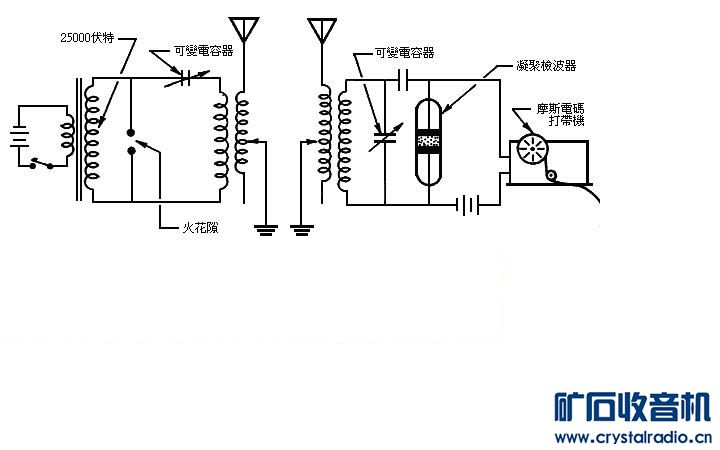 25000伏特
可變電容器
可變電容器
凝聚檢波器
摩斯電碼
打帶機
火花隙
矿石收音机
www.crystalradio.cn